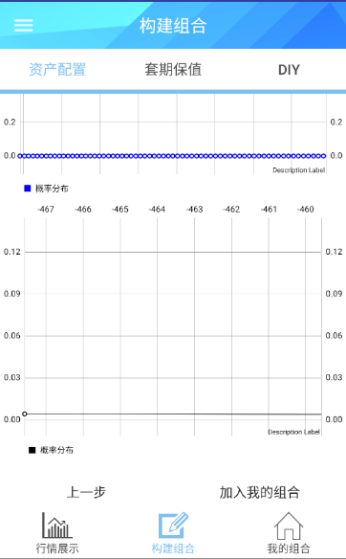 构建组合
资产配置 套期保值 DIY
0.2 0.2
0.0 0.0
Description Label
概率分布
-467 -466 -465 -464 -463 -462 -461 -460
0.12 0.12
0.09 0.09
0.06 0.06
0.03 0.03
0.00 0.00
Description Label
概率分布
上一步 加入我的组合
行情展示 构建组合 我的组合